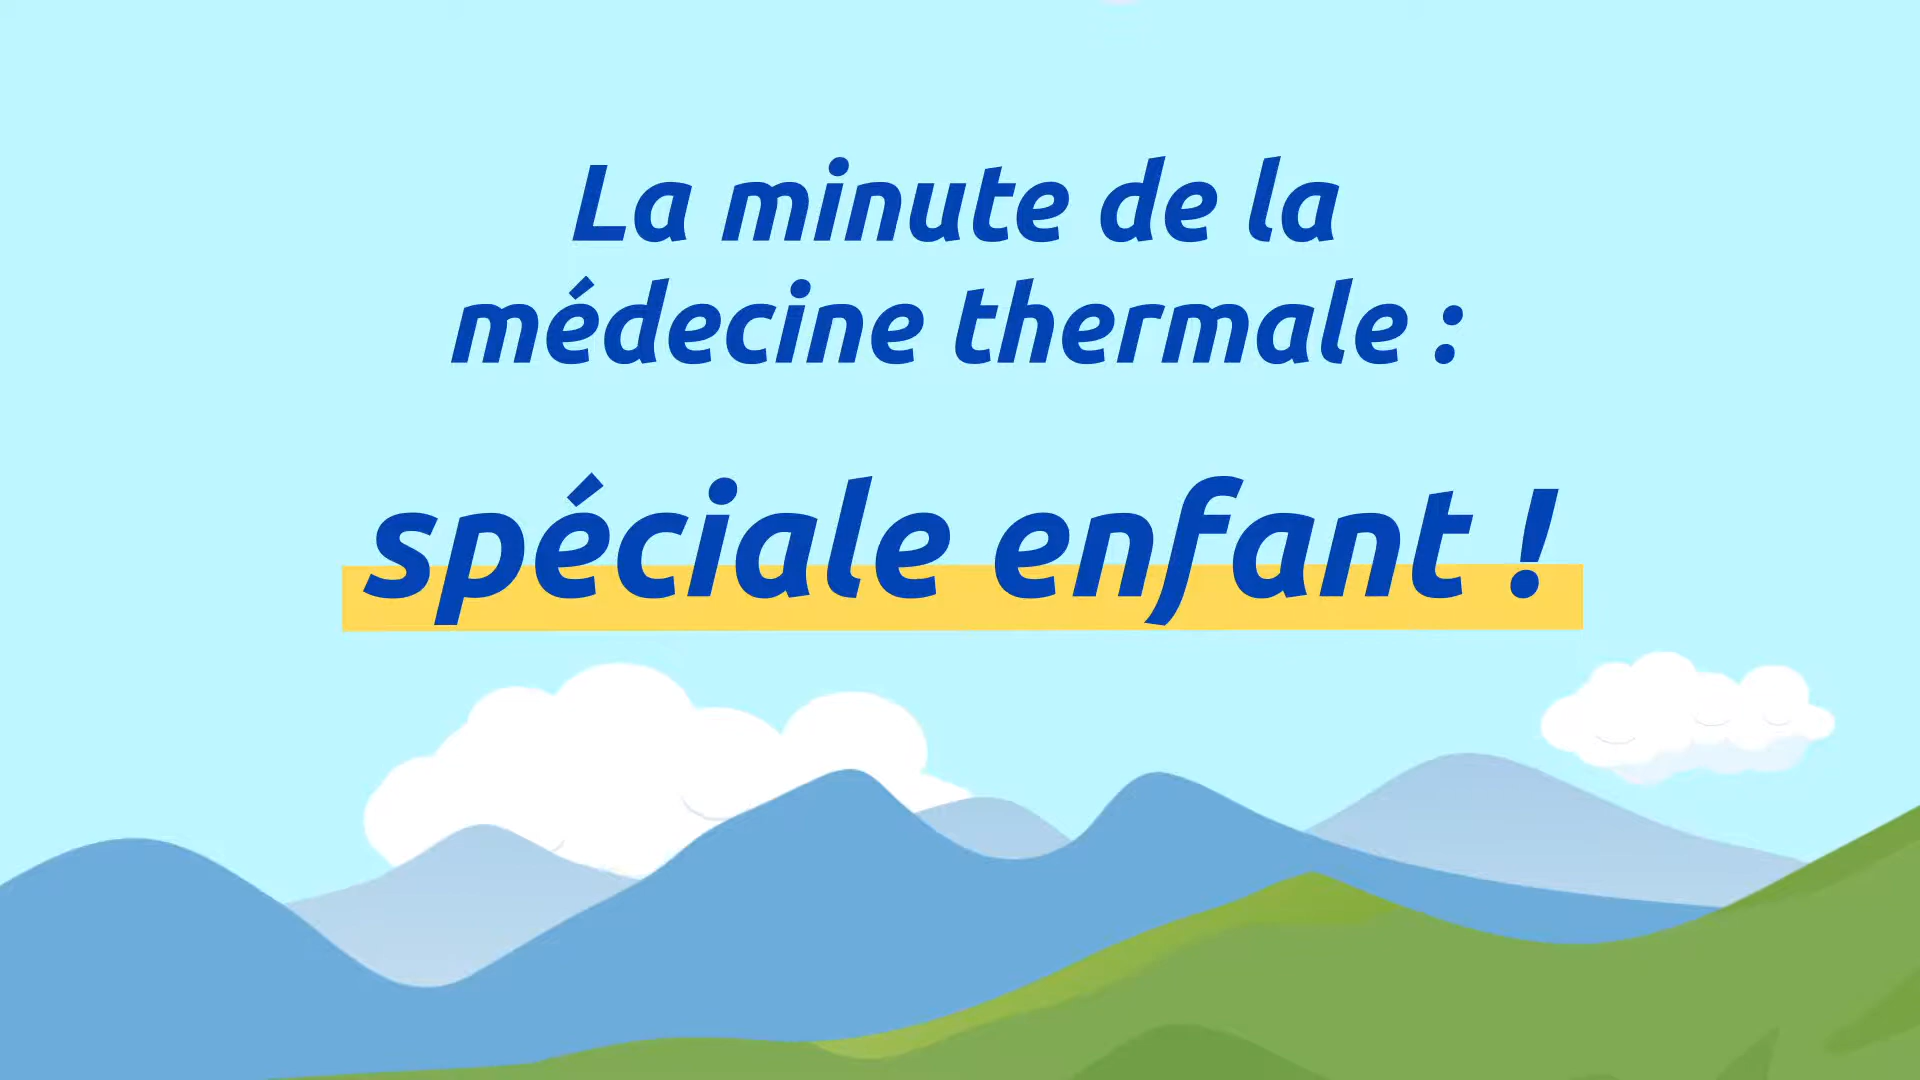 La minute de la
médecine thermale :
spéciale enfant !